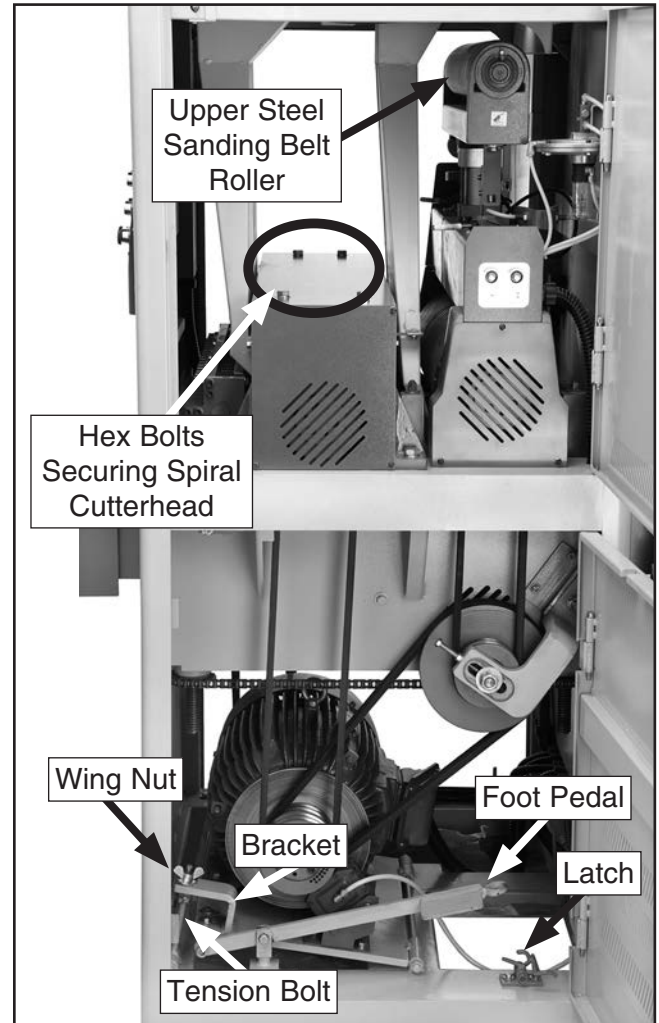 Upper Steel
Sanding Belt
Roller
Hex Bolts
Securing Spiral
Cutterhead
Wing Nut
Bracket
Foot Pedal
Latch
Tension Bolt